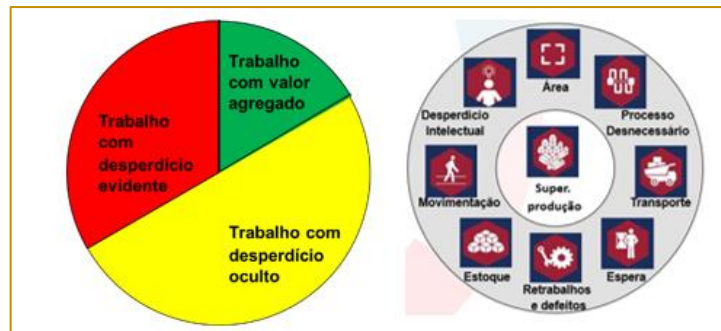 Trabalho
com valor
agregado
Trabalho
com
desperdício
evidente
Trabalho com
desperdício
oculto
Área
Desperdício
Intelectual
Processo
Desnecessário
Super.
produção
Movimentação
Transporte
Estoque
Retrabalhos
e defeitos
Espera